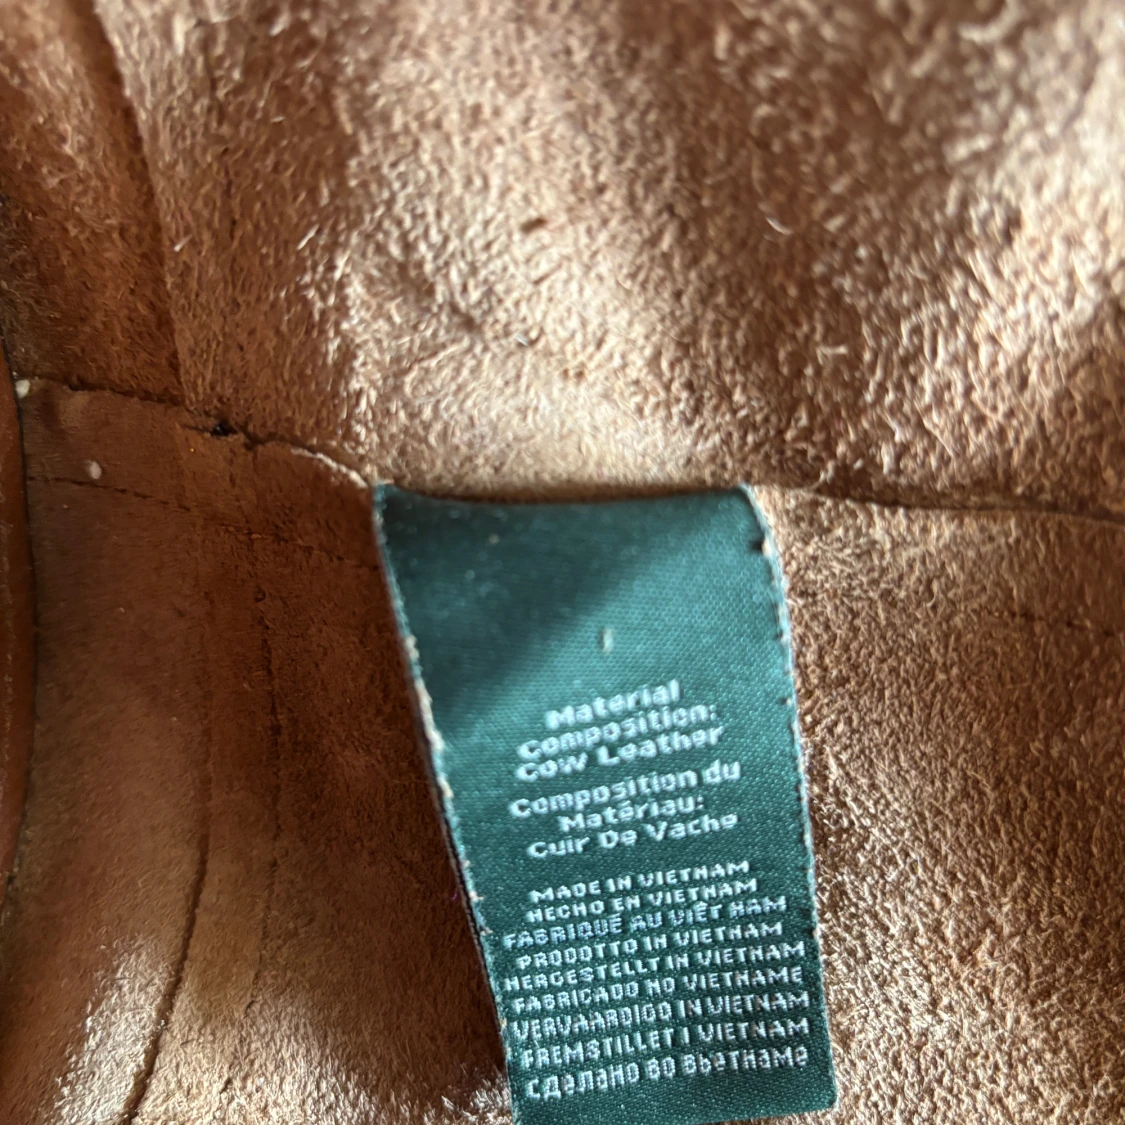 Material
Composition:
Cow Leather
Composition du
Matériau:
Cuir De Vache
MADE IN VIETNAM
HECHO EN VIETNAM
FABRIQUÉ AU VIÊT NAM
PRODOTTO IN VIETNAM
HERGESTELLT IN VIETNAM
FABRICADO NO VIETNAME
VERVAARDIGD IN VIETNAM
FREMSTILLET I VIETNAM
Сделано во Вьетнаме